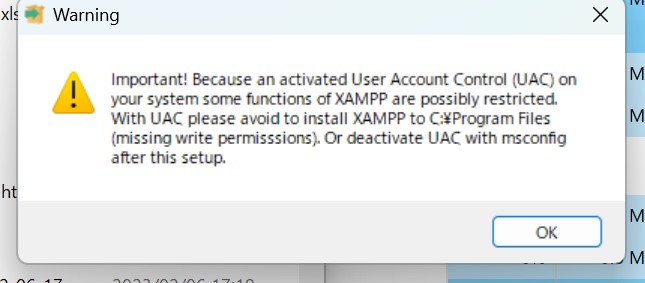 xls
Warning
Important! Because an activated User Account Control (UAC) on
your system some functions of XAMPP are possibly restricted.
With UAC please avoid to install XAMPP to C:¥Program Files
(missing write permisssions). Or deactivate UAC with msconfig
after this setup.
OK
M
M
ht
M
M